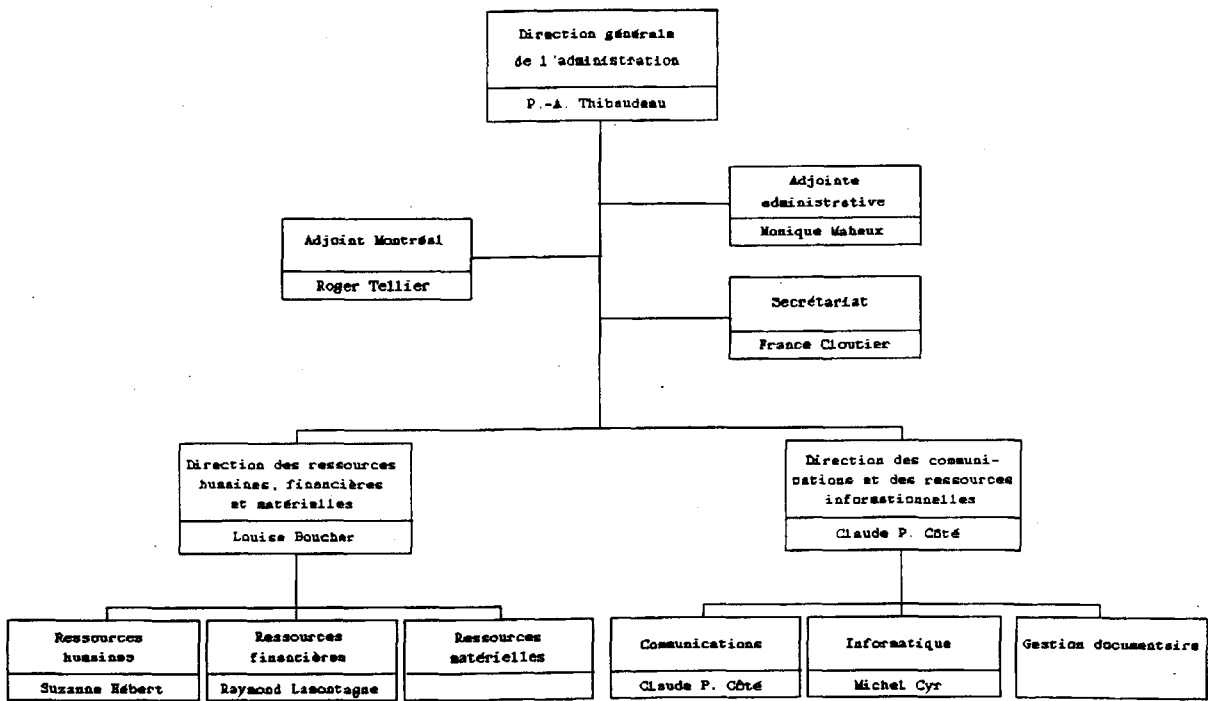 Direction générale
de l'administration
P.-A. Thibaudeau
Adjointe
administrative
Monique Maheux
Adjoint Montréal
Roger Tellier
Secrétariat
France Cloutier
Direction des ressources
humaines, financières
et matérielles
Louise Boucher
Direction des communi-
cations et des ressources
informationnelles
Claude P. Côté
Ressources
humaines
Suzanne Hébert
Ressources
financières
Raymond Lamontagne
Ressources
matérielles
Communications
Claude P. Côté
Informatique
Michel Cyr
Gestion documentaire